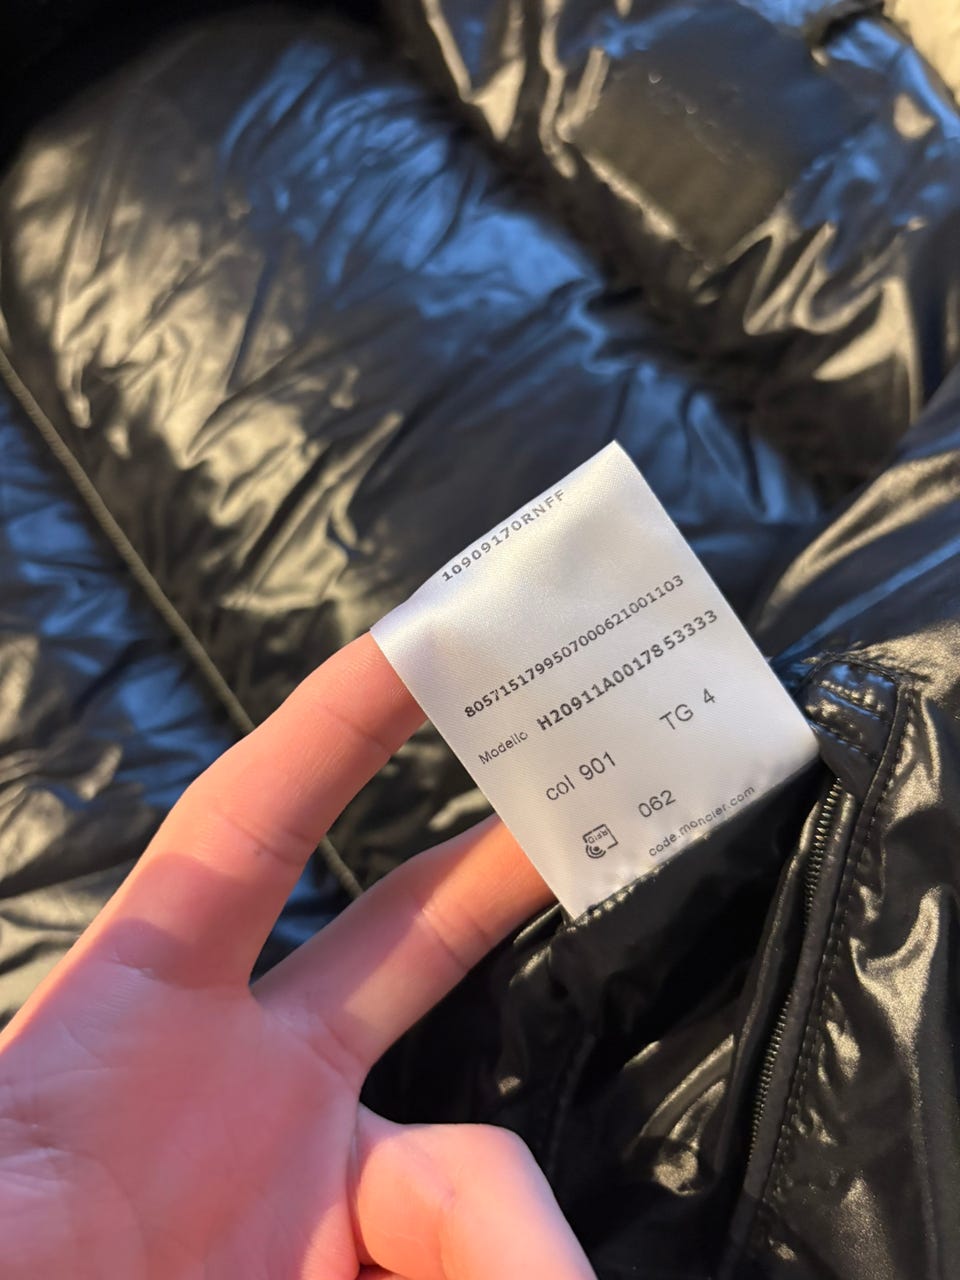 10909170RNFF
8057151799507000621001103
Modello H20911A00178 53333
col 901 TG 4
062
code.moncler.com